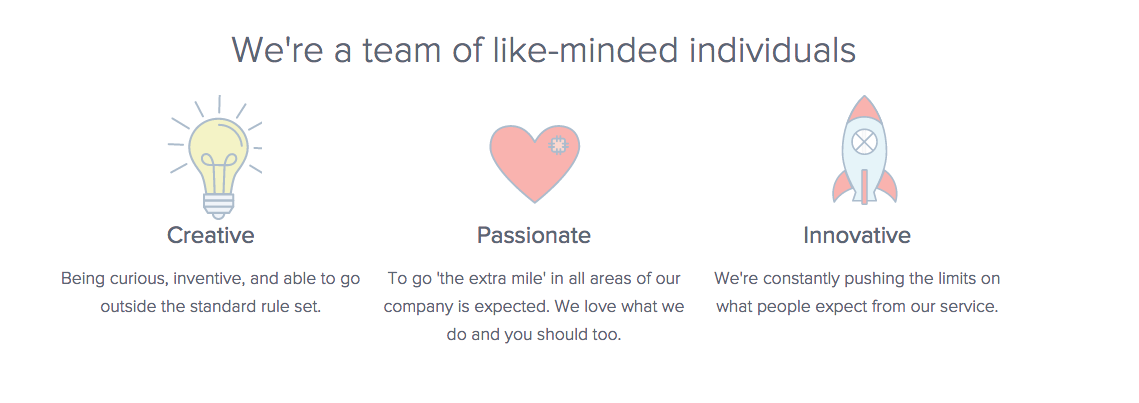 We're a team of like-minded individuals
Creative
Being curious, inventive, and able to go
outside the standard rule set.
Passionate
To go 'the extra mile' in all areas of our
company is expected. We love what we
do and you should too.
Innovative
We're constantly pushing the limits on
what people expect from our service.